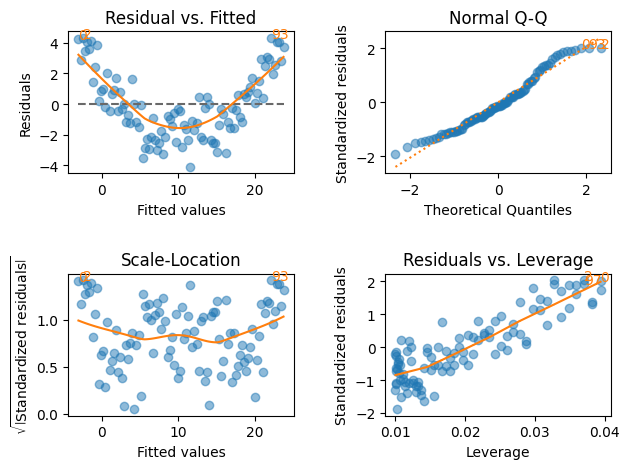 Residual vs. Fitted
Residuals
4
2
0
−2
−4
0
10
20
Fitted values
93
Normal Q-Q
Standardized residuals
2
0
−2
−2
0
2
Theoretical Quantiles
Scale-Location
√|Standardized residuals|
1.0
0.5
0.0
0
10
20
Fitted values
93
Residuals vs. Leverage
Standardized residuals
2
1
0
−1
−2
0.01
0.02
0.03
0.04
Leverage